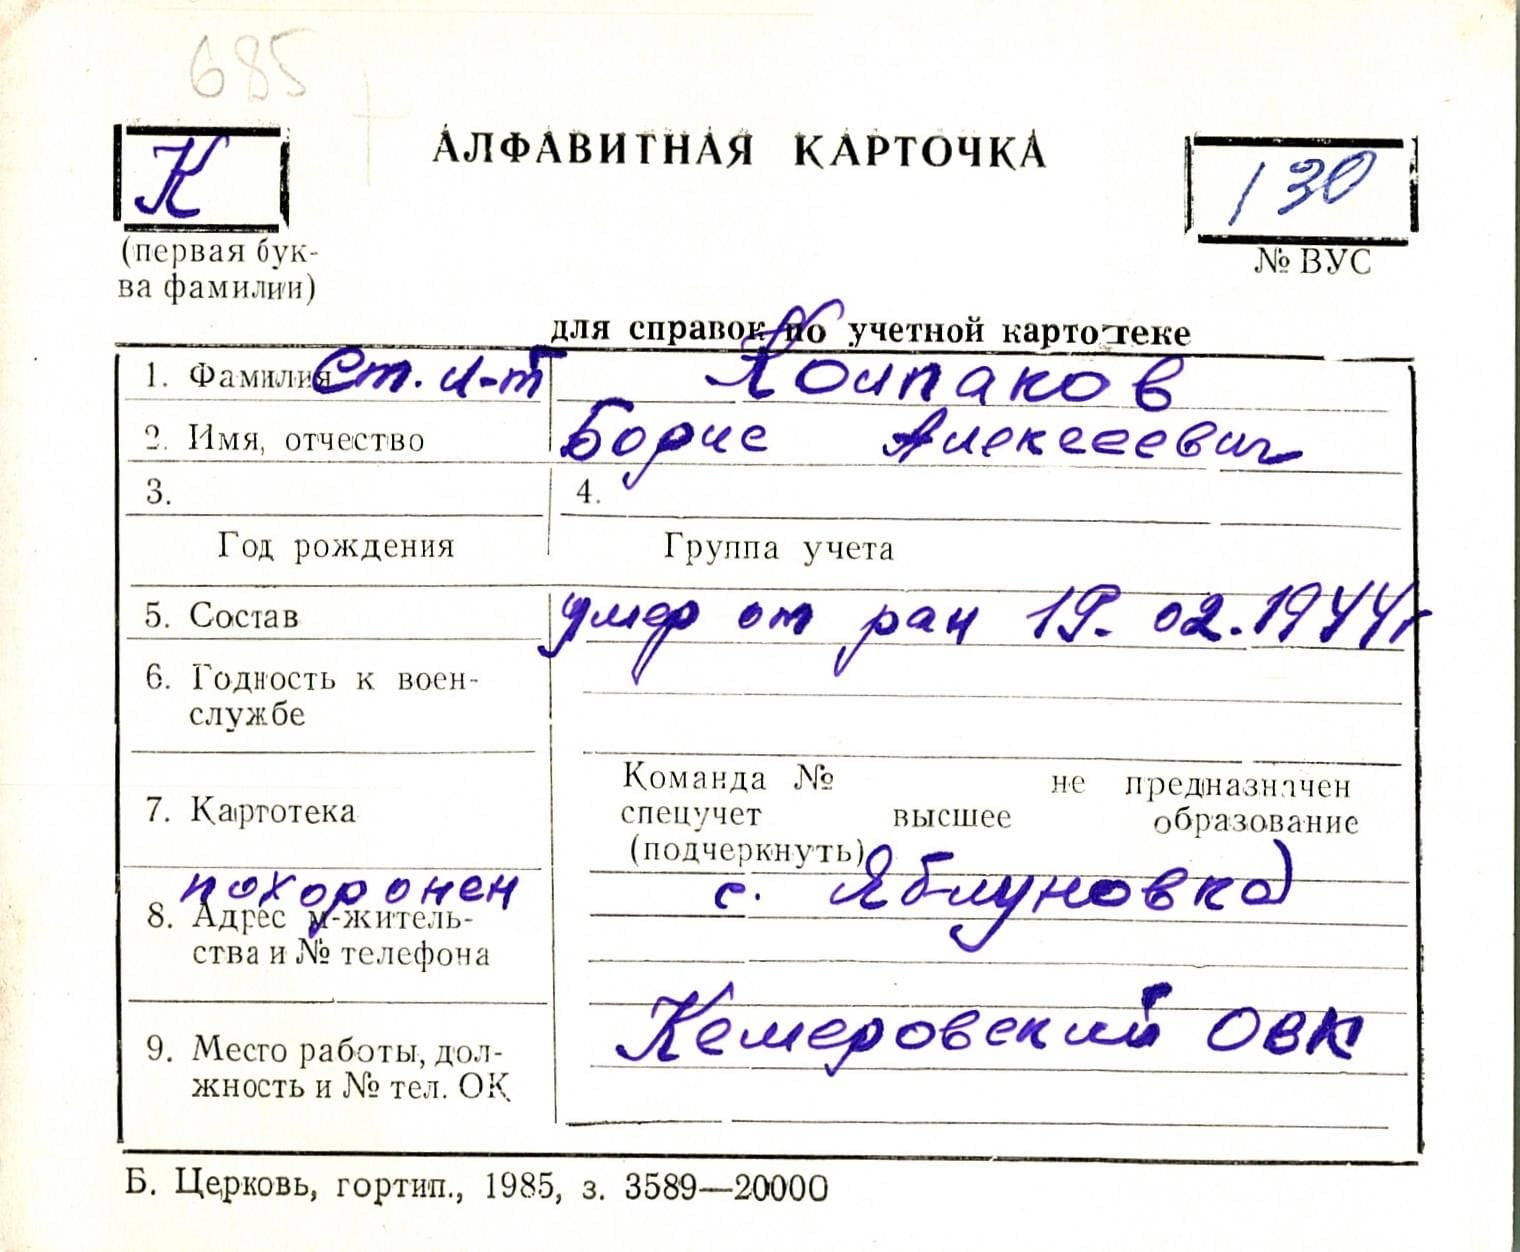 685
К
АЛФАВИТНАЯ КАРТОЧКА
130
(первая бук-
ва фамилии)
№ ВУС
для справок по учетной картотеке
1. Фамилия Ст. л-т Колпаков
2. Имя, отчество Борис Алексеевич
3. 4.
Год рождения Группа учета
5. Состав умер от ран 19. 02. 1944г
6. Годность к воен-
службе
7. Картотека
Команда № не предназначен
спецучет высшее образование
(подчеркнуть)
похоронен с. Яблуновка
8. Адрес м-житель-
ства и № телефона
Кемеровский ОВК
9. Место работы, дол-
жность и № тел. ОК
Б. Церковь, гортип., 1985, з. 3589—20000